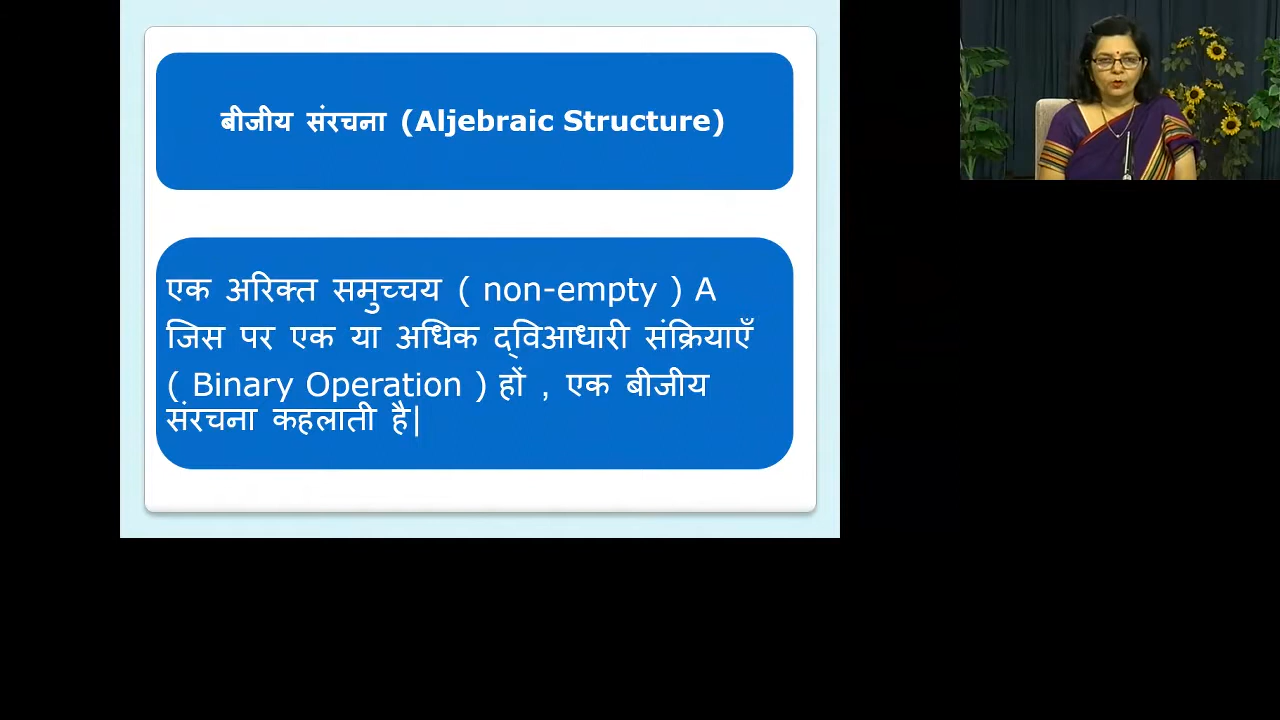 बीजीय संरचना (Aljebraic Structure)
एक अरिक्त समुच्चय ( non-empty ) A
जिस पर एक या अधिक द्विआधारी संक्रियाएँ
( Binary Operation ) हों , एक बीजीय
संरचना कहलाती है|